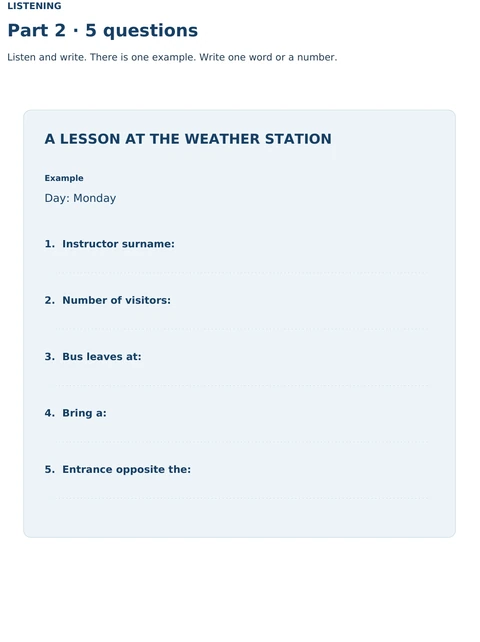 LISTENING
Part 2 · 5 questions
Listen and write. There is one example. Write one word or a number.
A LESSON AT THE WEATHER STATION
Example
Day: Monday
1. Instructor surname:
2. Number of visitors:
3. Bus leaves at:
4. Bring a:
5. Entrance opposite the: